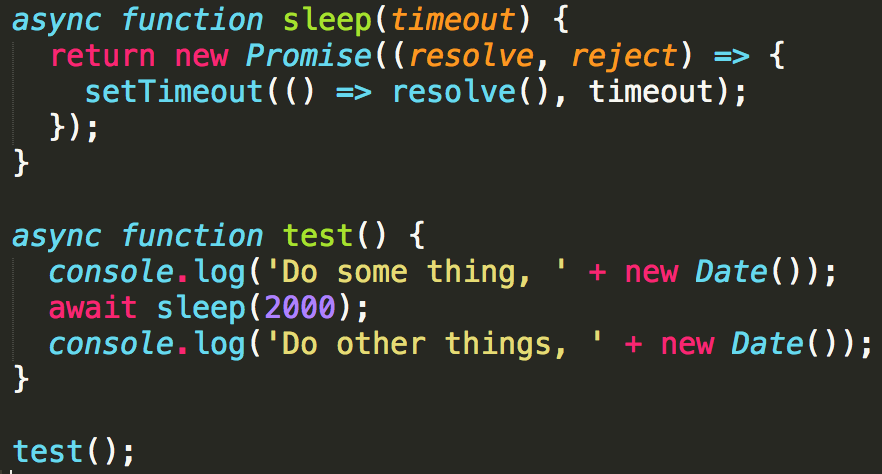 async function sleep(timeout) {
  return new Promise((resolve, reject) => {
    setTimeout(() => resolve(), timeout);
  });
}

async function test() {
  console.log('Do some thing, ' + new Date());
  await sleep(2000);
  console.log('Do other things, ' + new Date());
}

test();